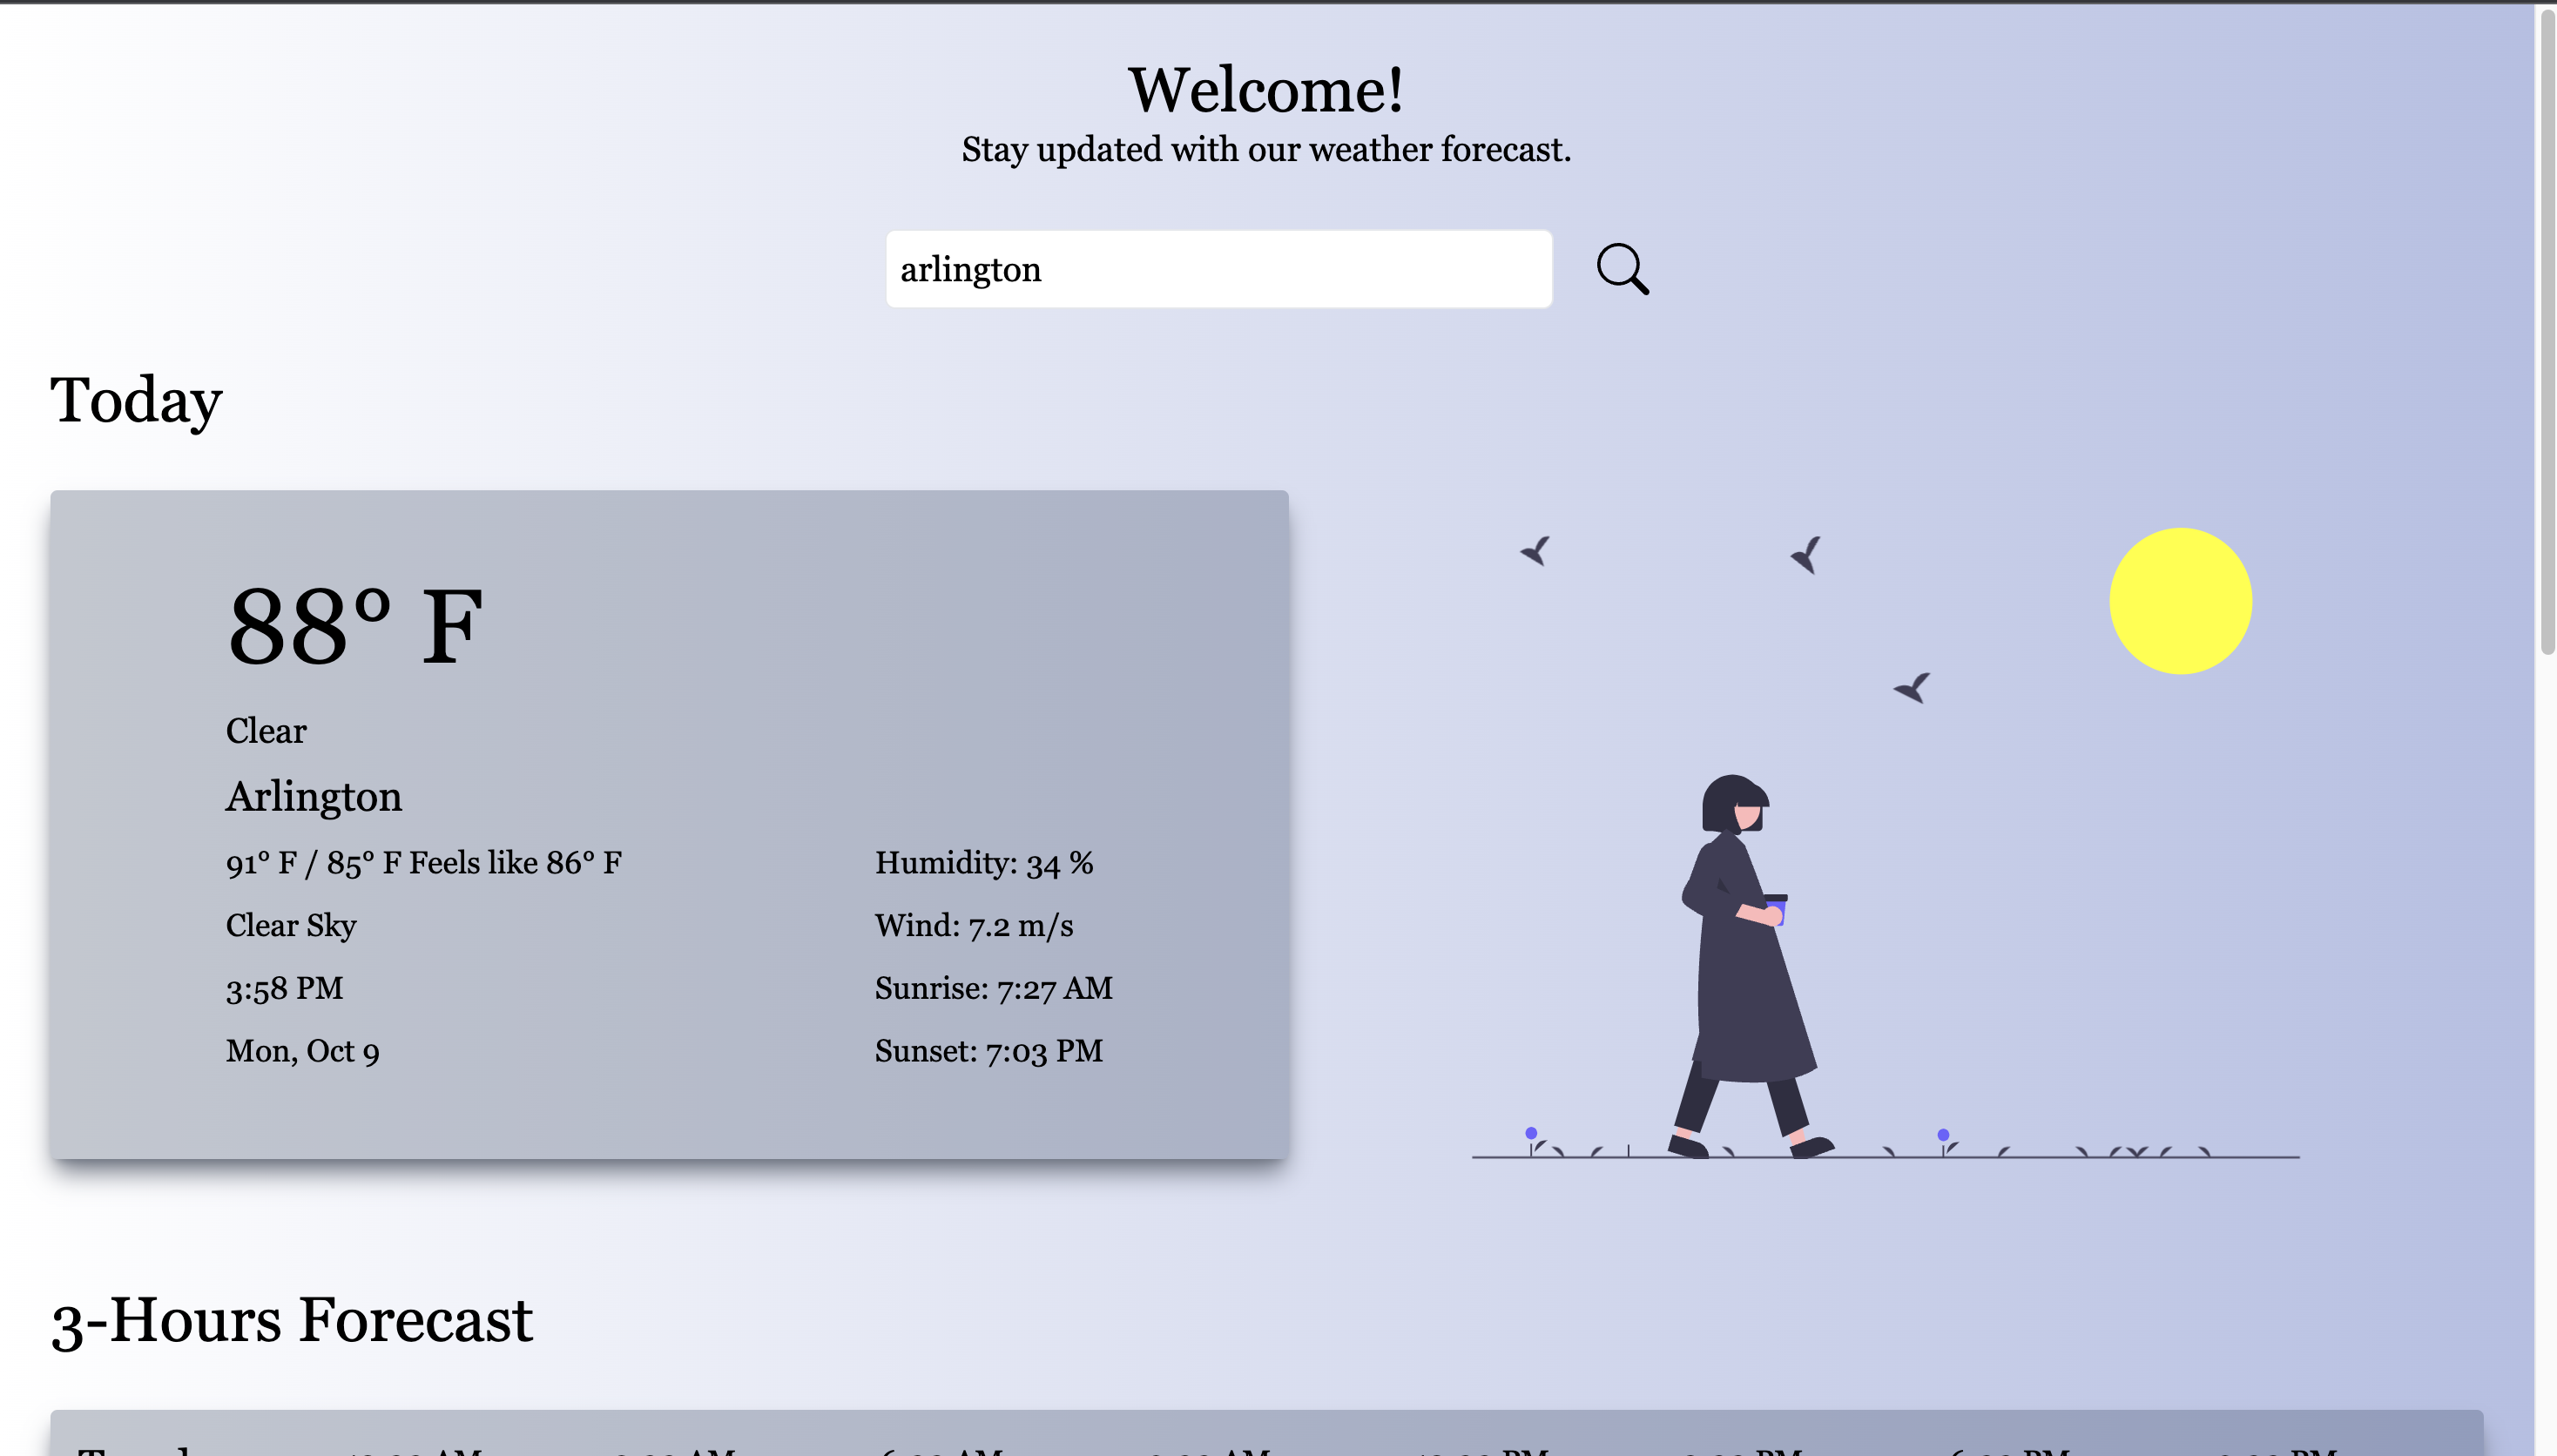 Welcome!
Stay updated with our weather forecast.
arlington
Today
88° F
Clear
Arlington
91° F / 85° F Feels like 86° F
Humidity: 34 %
Clear Sky
Wind: 7.2 m/s
3:58 PM
Sunrise: 7:27 AM
Mon, Oct 9
Sunset: 7:03 PM
3-Hours Forecast